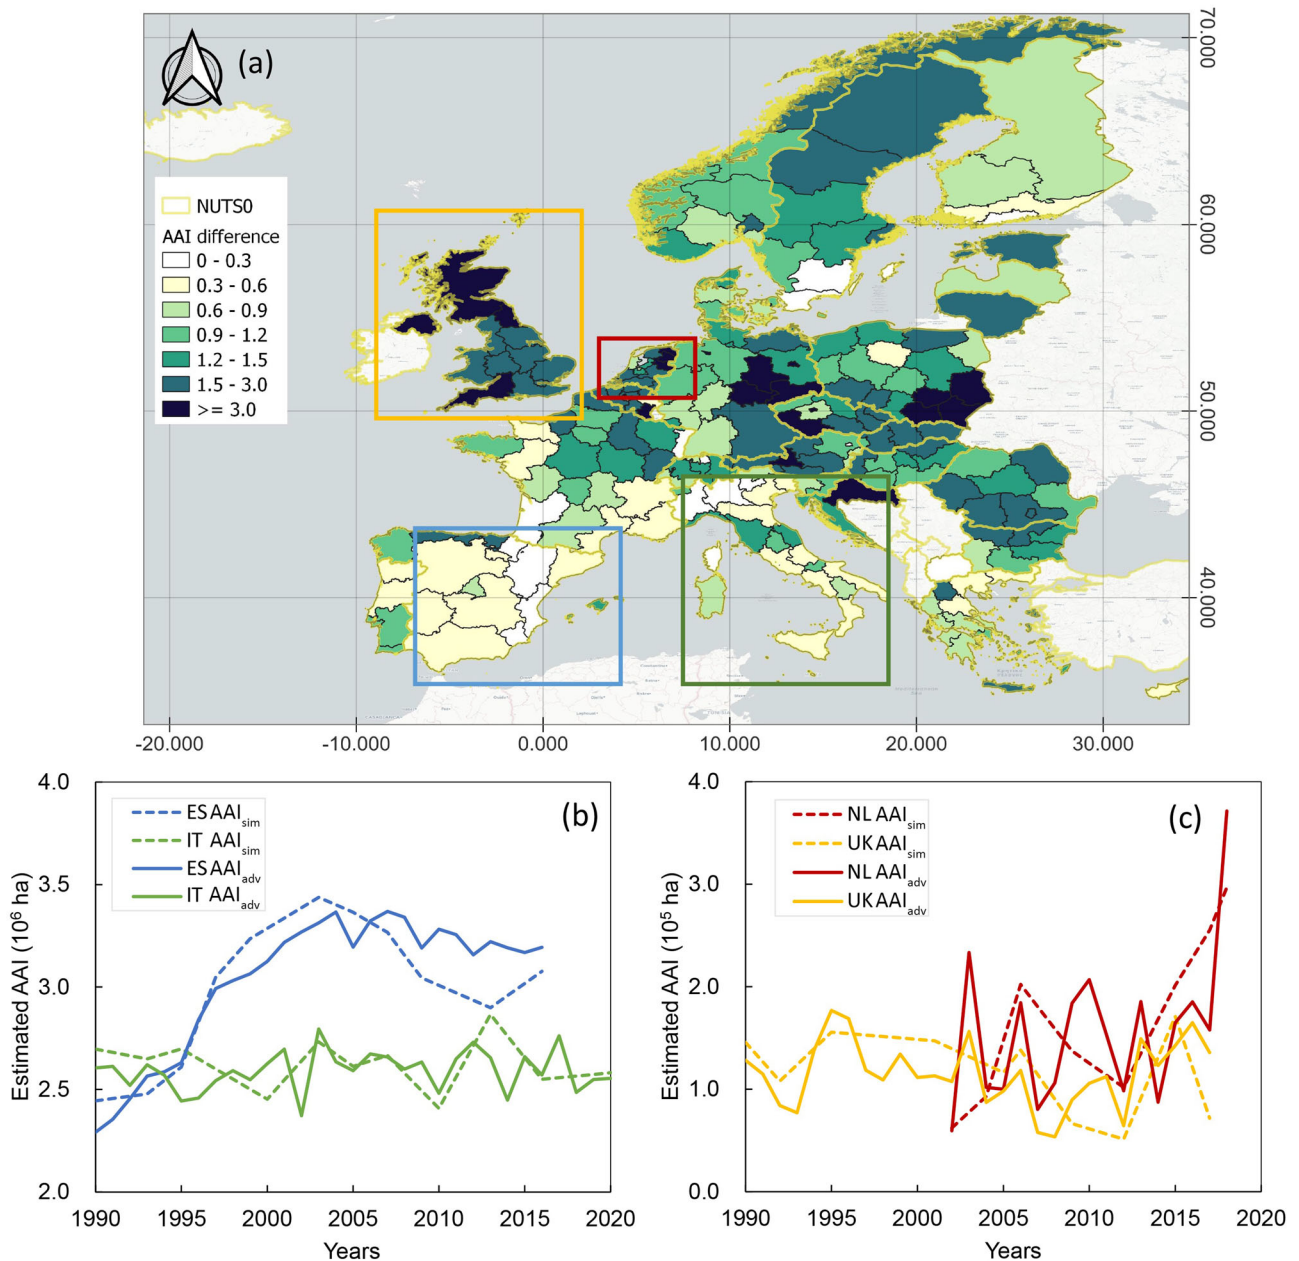 (a)
NUTS0
AAI difference
0 - 0.3
0.3 - 0.6
0.6 - 0.9
0.9 - 1.2
1.2 - 1.5
1.5 - 3.0
>= 3.0
70.000
60.000
50.000
40.000
-20.000
-10.000
0.000
10.000
20.000
30.000
(b)
Estimated AAI (10⁶ ha)
4.0
3.5
3.0
2.5
2.0
ES AAIsim
IT AAIsim
ES AAIadv
IT AAIadv
1990
1995
2000
2005
2010
2015
2020
Years
(c)
Estimated AAI (10⁵ ha)
4.0
3.0
2.0
1.0
0.0
NL AAIsim
UK AAIsim
NL AAIadv
UK AAIadv
1990
1995
2000
2005
2010
2015
2020
Years